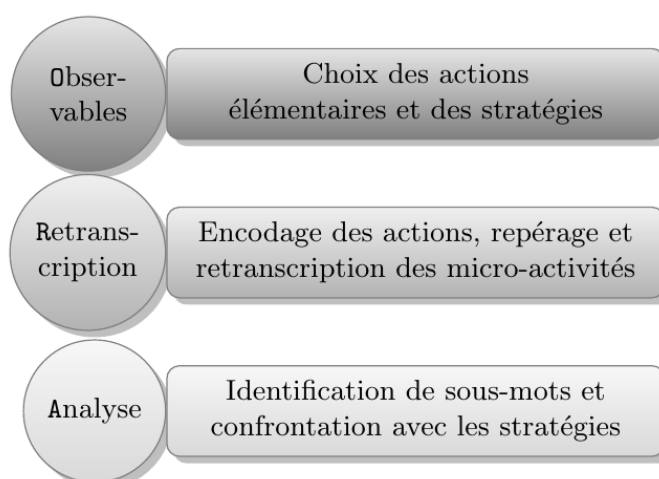 Obser-
vables
Choix des actions
élémentaires et des stratégies
Retrans-
cription
Encodage des actions, repérage et
retranscription des micro-activités
Analyse
Identification de sous-mots et
confrontation avec les stratégies